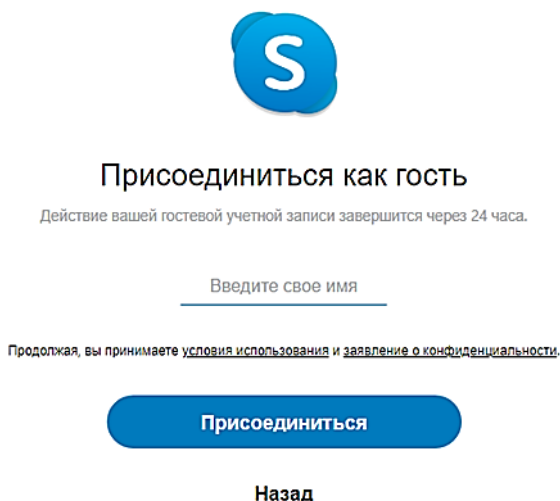 S
Присоединиться как гость
Действие вашей гостевой учетной записи завершится через 24 часа.
Введите свое имя
Продолжая, вы принимаете условия использования и заявление о конфиденциальности.
Присоединиться
Назад